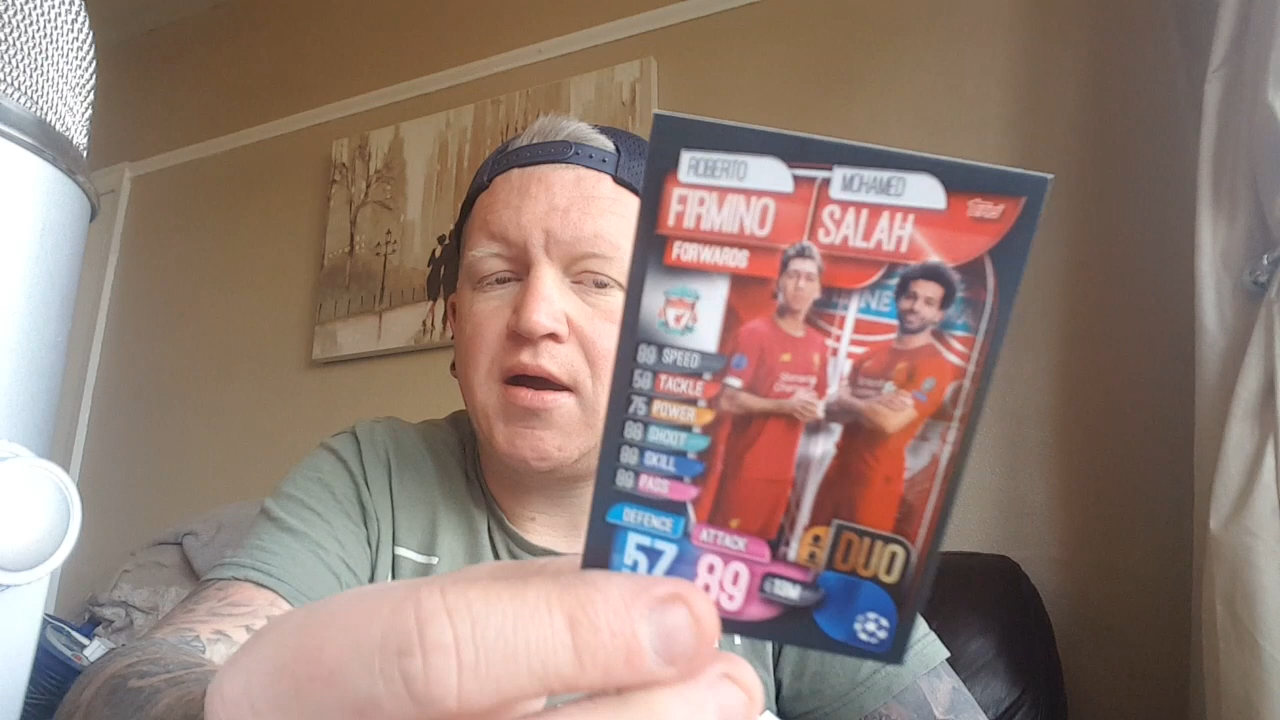 ROBERTO
MOHAMED
FIRMINO
SALAH
Topps
FORWARDS
89 SPEED
58 TACKLE
75 POWER
89 SHOOT
89 SKILL
89 PASS
DEFENCE
57
ATTACK
89
DUO